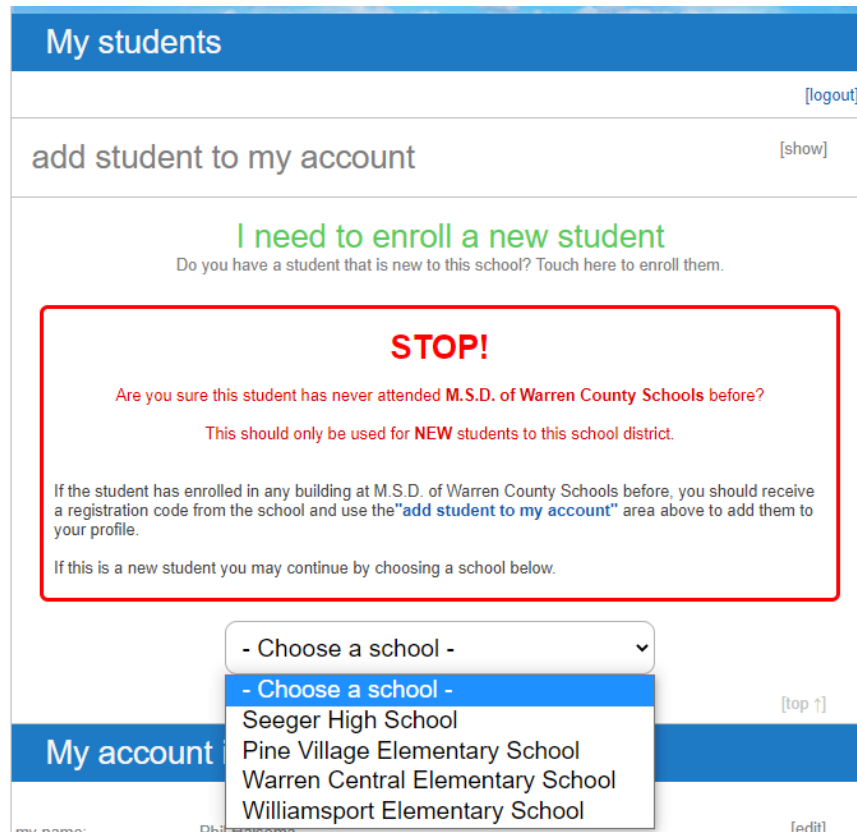 My students
[logout]
add student to my account
[show]
I need to enroll a new student
Do you have a student that is new to this school? Touch here to enroll them.
STOP!
Are you sure this student has never attended M.S.D. of Warren County Schools before?
This should only be used for NEW students to this school district.
If the student has enrolled in any building at M.S.D. of Warren County Schools before, you should receive
a registration code from the school and use the"add student to my account" area above to add them to
your profile.
If this is a new student you may continue by choosing a school below.
- Choose a school -
- Choose a school -
[top ↑]
Seeger High School
Pine Village Elementary School
My account
Warren Central Elementary School
Williamsport Elementary School
my name:
[edit]